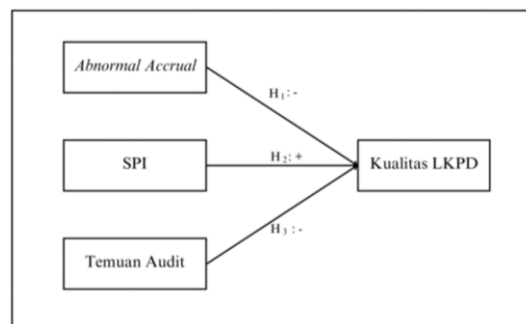 Abnormal Accrual
H₁: -
SPI
H₂: +
Kualitas LKPD
H₃: -
Temuan Audit